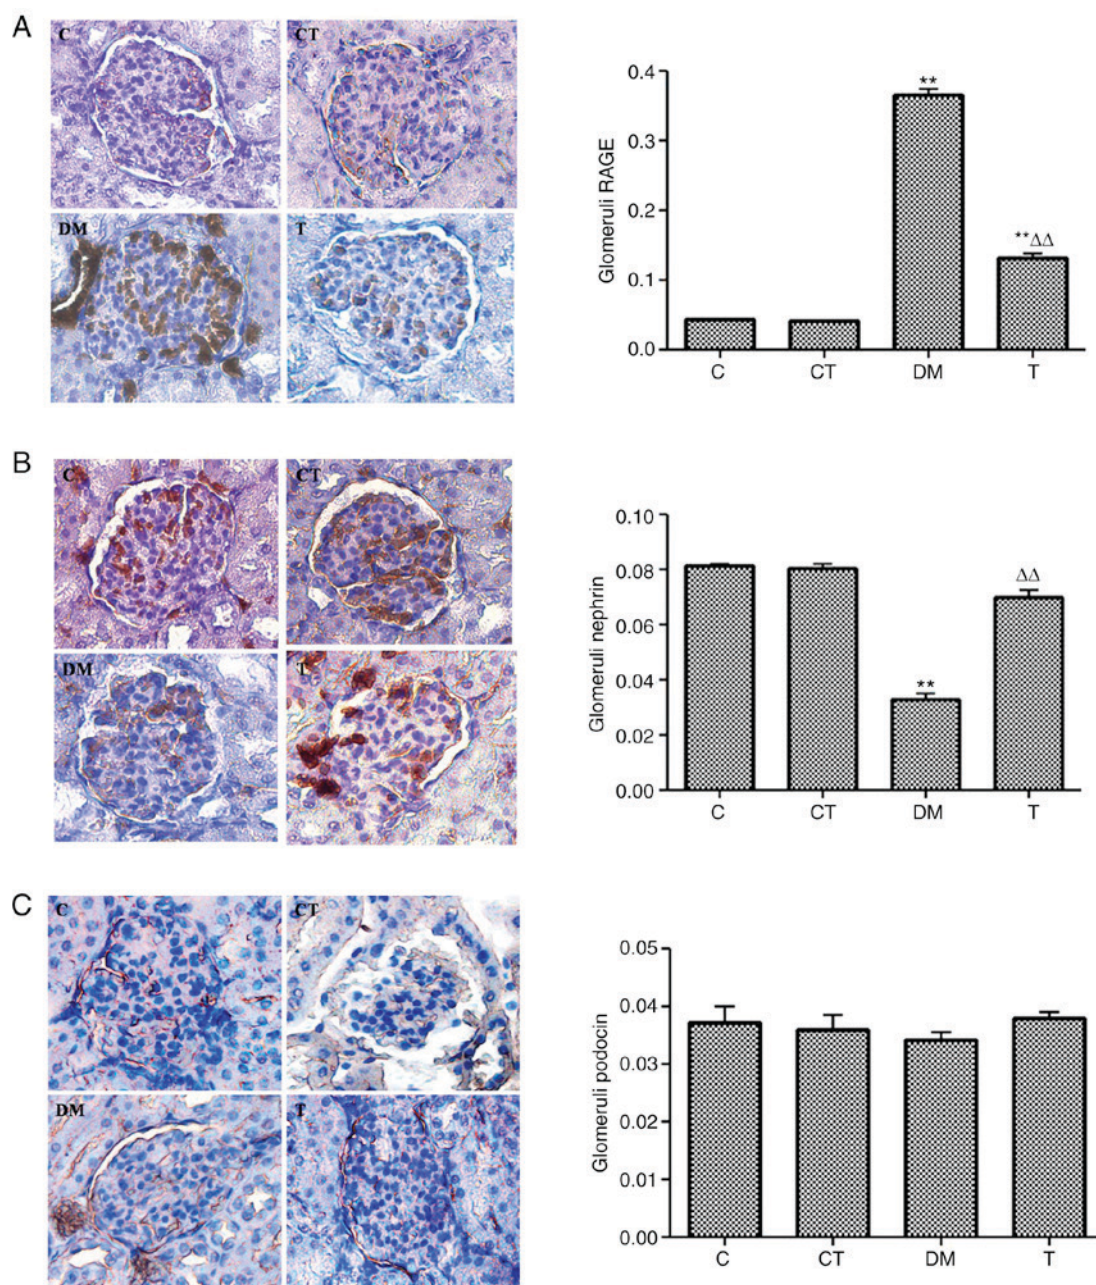 A
C
CT
DM
T
Glomeruli RAGE
0.4
0.3
0.2
0.1
0.0
**
**ΔΔ
C CT DM T
B
C
CT
DM
T
Glomeruli nephrin
0.10
0.08
0.06
0.04
0.02
0.00
**
ΔΔ
C CT DM T
C
C
CT
DM
T
Glomeruli podocin
0.05
0.04
0.03
0.02
0.01
0.00
C CT DM T